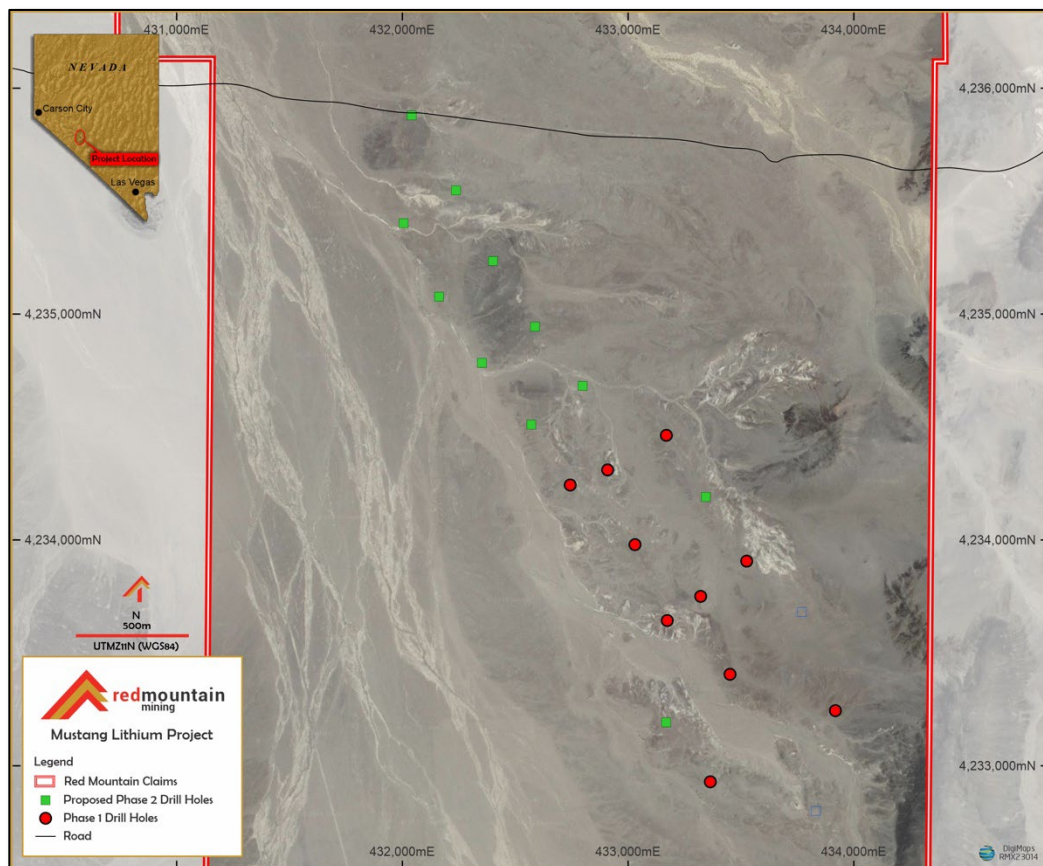 431,000mE 432,000mE 433,000mE 434,000mE
NEVADA
Carson City
Project Location
Las Vegas
4,236,000mN
4,235,000mN 4,235,000mN
4,234,000mN 4,234,000mN
N
500m
UTMZ11N (WGS84)
redmountain
mining
Mustang Lithium Project
Legend
Red Mountain Claims
Proposed Phase 2 Drill Holes
Phase 1 Drill Holes
Road
4,233,000mN
432,000mE 433,000mE 434,000mE
DigiMaps
RMX23014